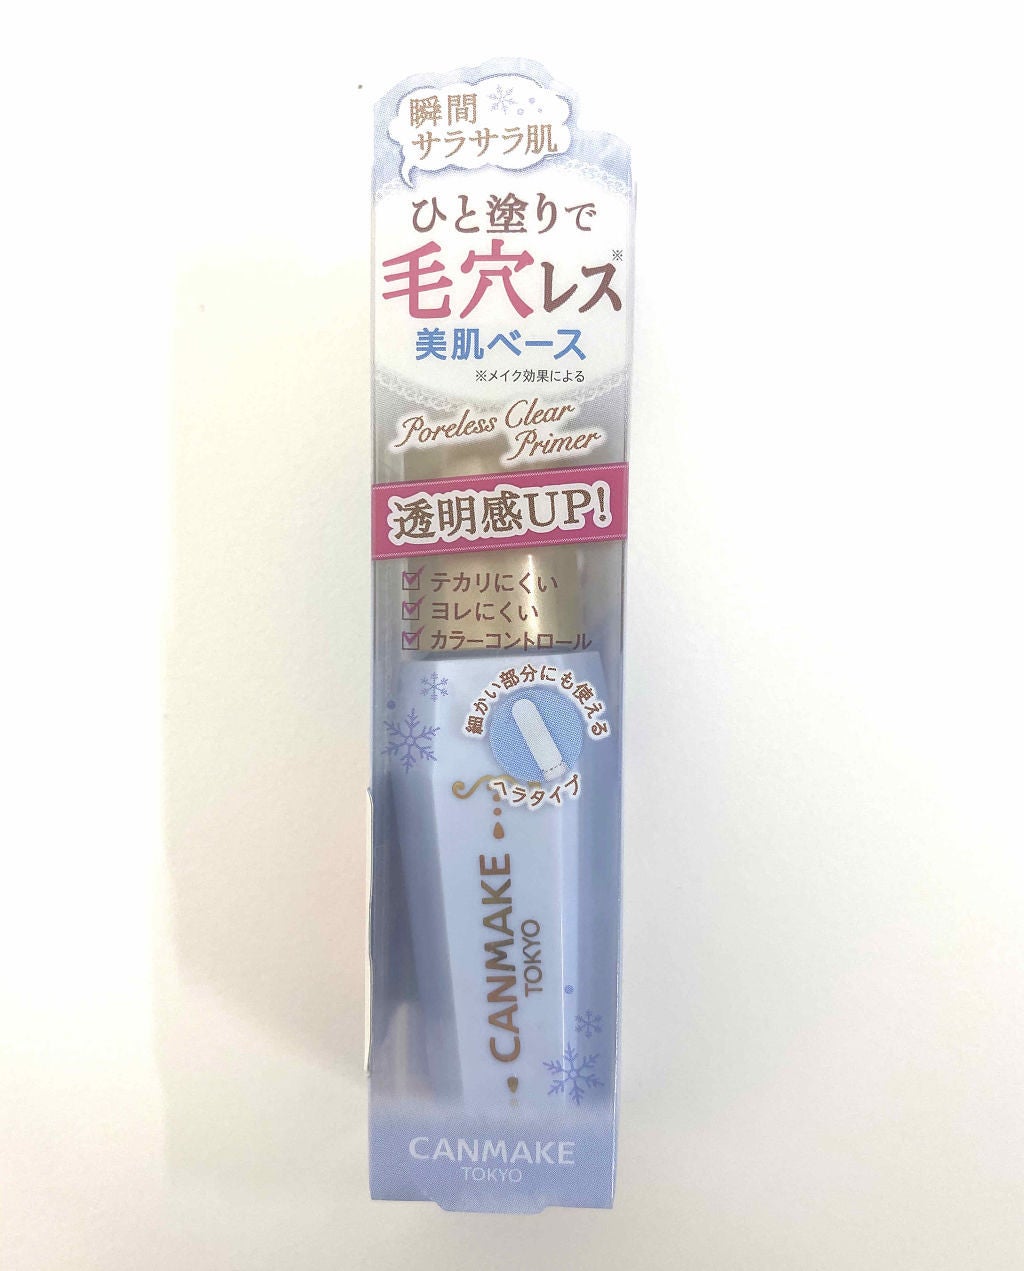 瞬間
サラサラ肌
ひと塗りで
毛穴レス※
美肌ベース
※メイク効果による
Poreless Clear
Primer
透明感UP!
テカリにくい
ヨレにくい
カラーコントロール
細かい部分にも使える
ヘラタイプ
CANMAKE
TOKYO
CANMAKE
TOKYO